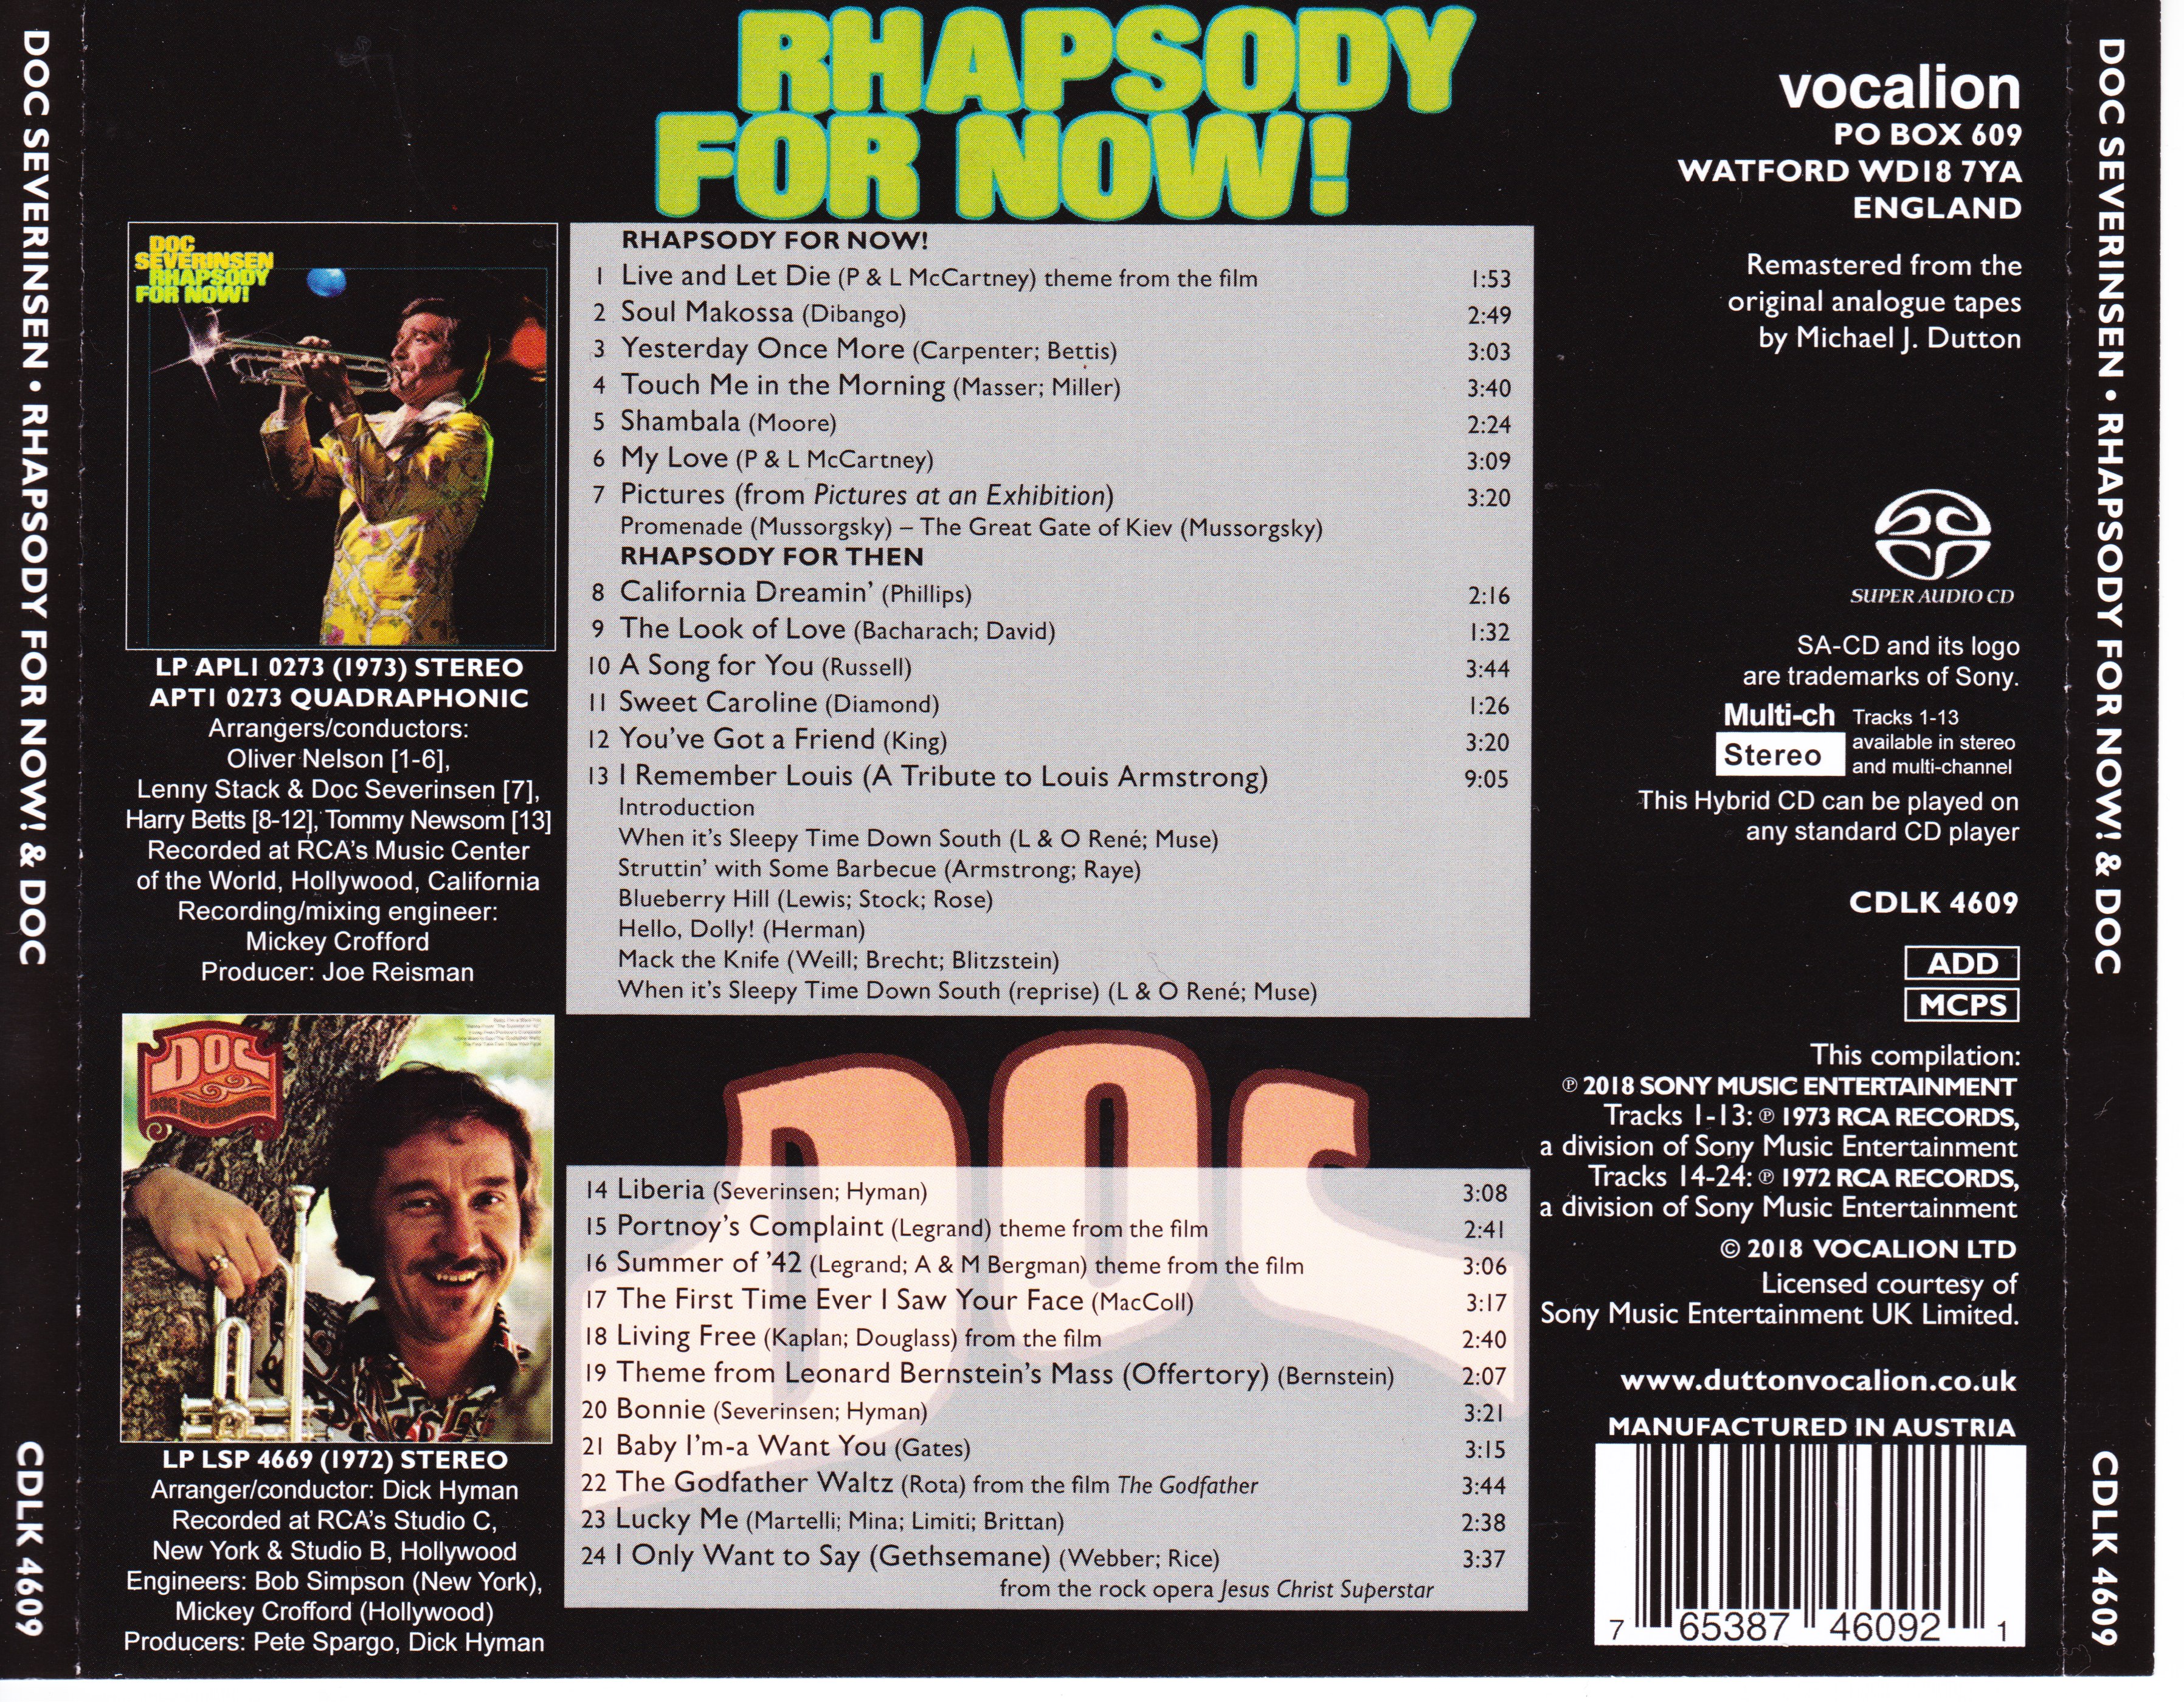 DOC SEVERINSEN • RHAPSODY FOR NOW! & DOC
CDLK 4609
RHAPSODY
FOR NOW!
DOC
SEVERINSEN
RHAPSODY
FOR NOW!
LP APL1 0273 (1973) STEREO
APT1 0273 QUADRAPHONIC
Arrangers/conductors:
Oliver Nelson [1-6],
Lenny Stack & Doc Severinsen [7],
Harry Betts [8-12], Tommy Newsom [13]
Recorded at RCA's Music Center
of the World, Hollywood, California
Recording/mixing engineer:
Mickey Crofford
Producer: Joe Reisman
RHAPSODY FOR NOW!
1 Live and Let Die (P & L McCartney) theme from the film 1:53
2 Soul Makossa (Dibango) 2:49
3 Yesterday Once More (Carpenter; Bettis) 3:03
4 Touch Me in the Morning (Masser; Miller) 3:40
5 Shambala (Moore) 2:24
6 My Love (P & L McCartney) 3:09
7 Pictures (from Pictures at an Exhibition) 3:20
Promenade (Mussorgsky) – The Great Gate of Kiev (Mussorgsky)
RHAPSODY FOR THEN
8 California Dreamin' (Phillips) 2:16
9 The Look of Love (Bacharach; David) 1:32
10 A Song for You (Russell) 3:44
11 Sweet Caroline (Diamond) 1:26
12 You've Got a Friend (King) 3:20
13 I Remember Louis (A Tribute to Louis Armstrong) 9:05
Introduction
When it's Sleepy Time Down South (L & O René; Muse)
Struttin' with Some Barbecue (Armstrong; Raye)
Blueberry Hill (Lewis; Stock; Rose)
Hello, Dolly! (Herman)
Mack the Knife (Weill; Brecht; Blitzstein)
When it's Sleepy Time Down South (reprise) (L & O René; Muse)
DOC
DOC SEVERINSEN
LP LSP 4669 (1972) STEREO
Arranger/conductor: Dick Hyman
Recorded at RCA's Studio C,
New York & Studio B, Hollywood
Engineers: Bob Simpson (New York),
Mickey Crofford (Hollywood)
Producers: Pete Spargo, Dick Hyman
DOC
14 Liberia (Severinsen; Hyman) 3:08
15 Portnoy's Complaint (Legrand) theme from the film 2:41
16 Summer of '42 (Legrand; A & M Bergman) theme from the film 3:06
17 The First Time Ever I Saw Your Face (MacColl) 3:17
18 Living Free (Kaplan; Douglass) from the film 2:40
19 Theme from Leonard Bernstein's Mass (Offertory) (Bernstein) 2:07
20 Bonnie (Severinsen; Hyman) 3:21
21 Baby I'm-a Want You (Gates) 3:15
22 The Godfather Waltz (Rota) from the film The Godfather 3:44
23 Lucky Me (Martelli; Mina; Limiti; Brittan) 2:38
24 I Only Want to Say (Gethsemane) (Webber; Rice) 3:37
from the rock opera Jesus Christ Superstar
vocalion
PO BOX 609
WATFORD WD18 7YA
ENGLAND
Remastered from the
original analogue tapes
by Michael J. Dutton
SUPER AUDIO CD
SA-CD and its logo
are trademarks of Sony.
Multi-ch
Stereo
Tracks 1-13
available in stereo
and multi-channel
This Hybrid CD can be played on
any standard CD player
CDLK 4609
ADD
MCPS
This compilation:
℗ 2018 SONY MUSIC ENTERTAINMENT
Tracks 1-13: ℗ 1973 RCA RECORDS,
a division of Sony Music Entertainment
Tracks 14-24: ℗ 1972 RCA RECORDS,
a division of Sony Music Entertainment
© 2018 VOCALION LTD
Licensed courtesy of
Sony Music Entertainment UK Limited.
www.duttonvocalion.co.uk
MANUFACTURED IN AUSTRIA
7 65387 46092 1
DOC SEVERINSEN • RHAPSODY FOR NOW! & DOC
CDLK 4609